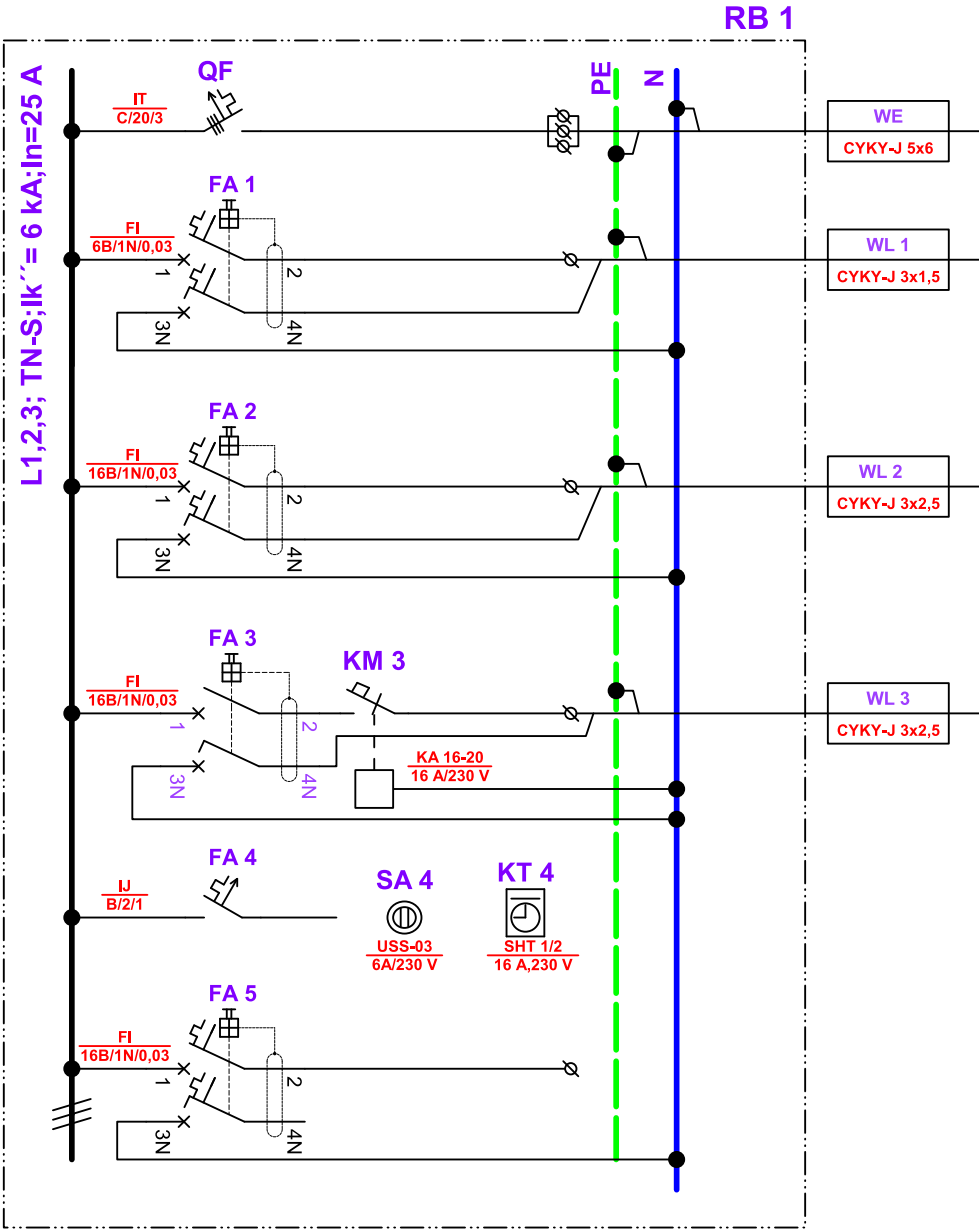 RB 1
L1,2,3; TN-S;Ik´´= 6 kA;In=25 A
QF
PE
N
IT
C/20/3
WE
CYKY-J 5x6
FA 1
FI
6B/1N/0,03
1
2
3N
4N
WL 1
CYKY-J 3x1,5
FA 2
FI
16B/1N/0,03
1
2
3N
4N
WL 2
CYKY-J 3x2,5
FA 3
KM 3
FI
16B/1N/0,03
1
2
3N
4N
KA 16-20
16 A/230 V
WL 3
CYKY-J 3x2,5
FA 4
SA 4
KT 4
IJ
B/2/1
USS-03
6A/230 V
SHT 1/2
16 A,230 V
FA 5
FI
16B/1N/0,03
1
2
3N
4N